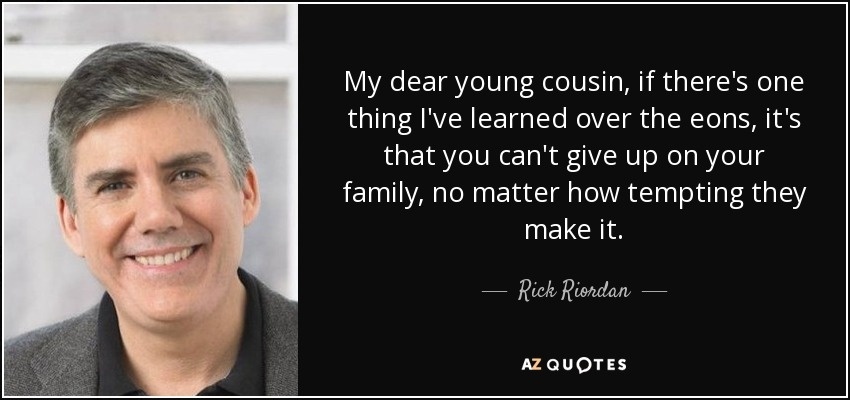 My dear young cousin, if there's one
thing I've learned over the eons, it's
that you can't give up on your
family, no matter how tempting they
make it.
Rick Riordan
AZ QUOTES